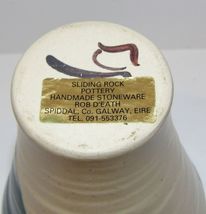 SLIDING ROCK
POTTERY
HANDMADE STONEWARE
ROB D'EATH
SPIDDAL, Co. GALWAY, EIRE
TEL. 091-553376